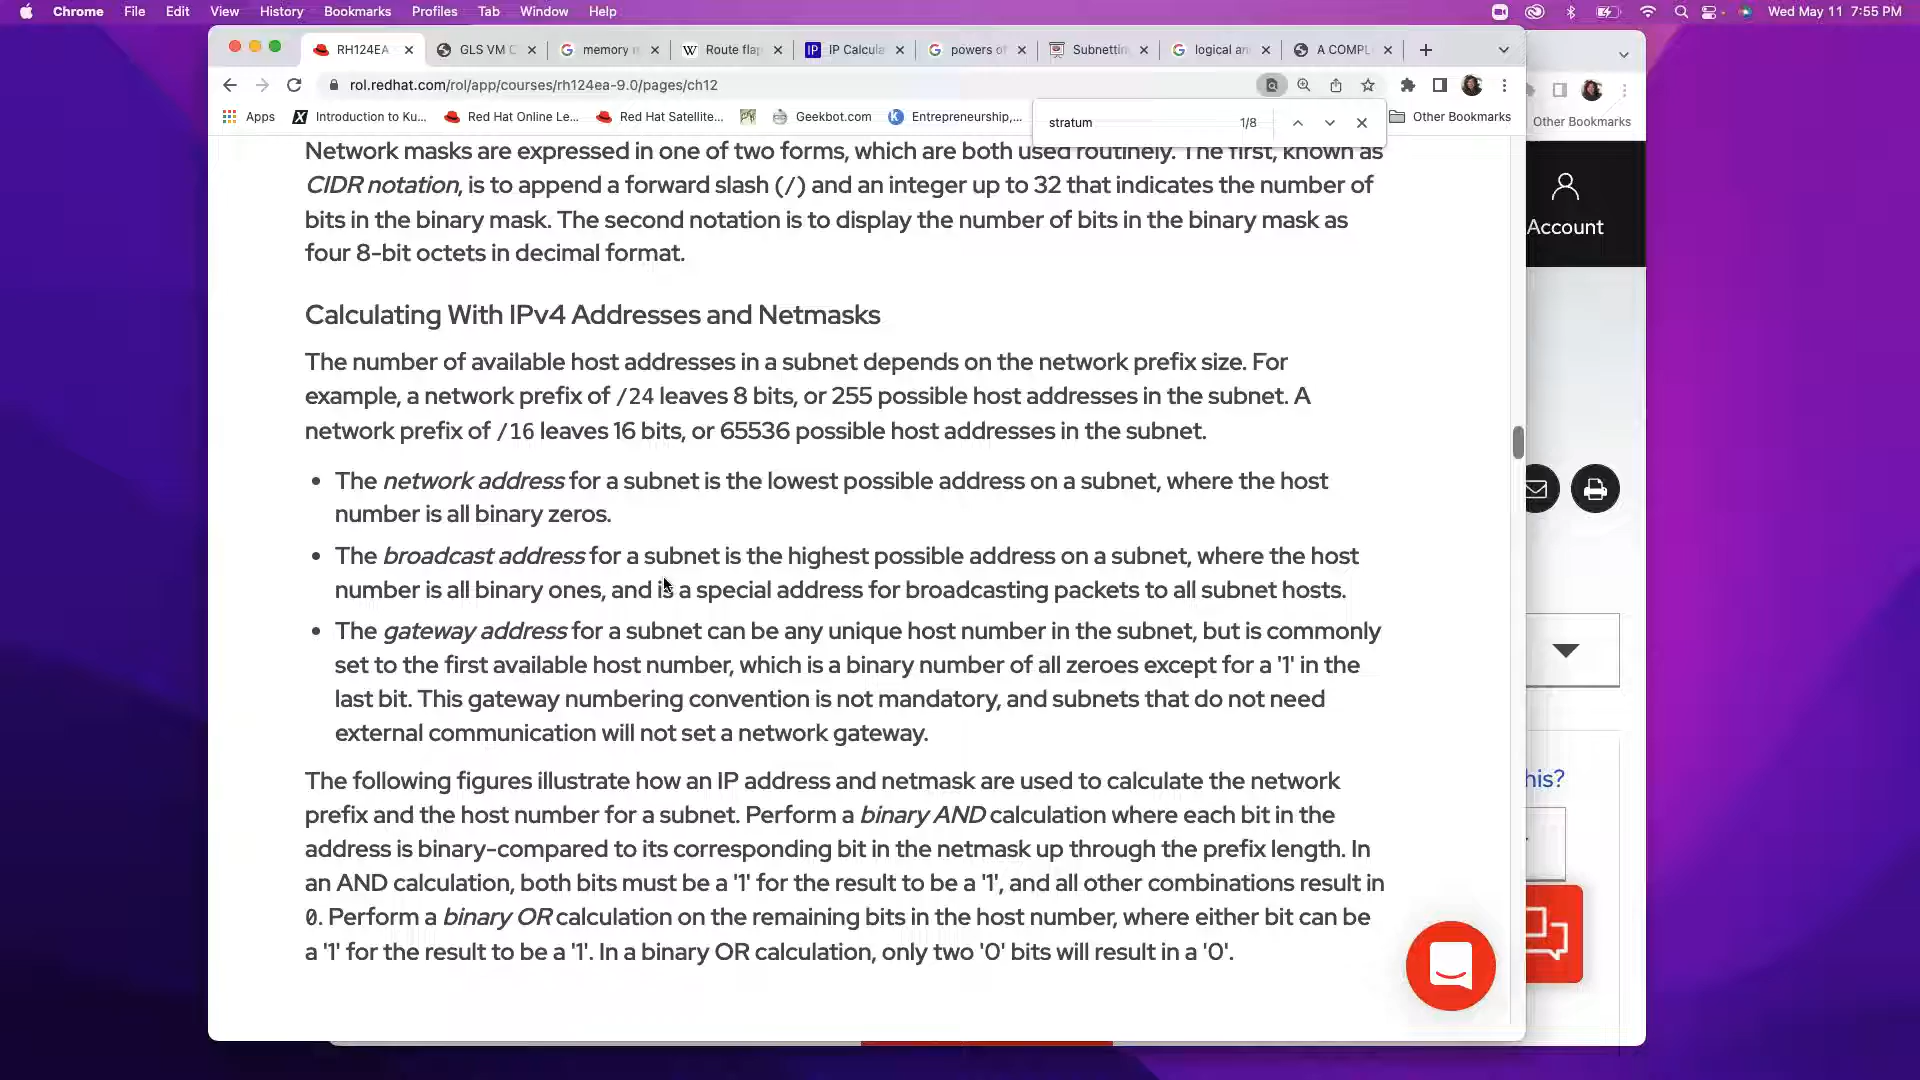 Chrome File Edit View History Bookmarks Profiles Tab Window Help Wed May 11 7:55 PM
RH124EA GLS VM C memory Route flap IP IP Calcula powers o Subnettin logical an A COMPL
rol.redhat.com/rol/app/courses/rh124ea-9.0/pages/ch12
Apps Introduction to Ku... Red Hat Online Le... Red Hat Satellite... Geekbot.com Entrepreneurship,... Other Bookmarks Other Bookmarks
stratum 1/8
Network masks are expressed in one of two forms, which are both used routinely. The first, known as
CIDR notation, is to append a forward slash (/) and an integer up to 32 that indicates the number of
bits in the binary mask. The second notation is to display the number of bits in the binary mask as
four 8-bit octets in decimal format.
Account
Calculating With IPv4 Addresses and Netmasks
The number of available host addresses in a subnet depends on the network prefix size. For
example, a network prefix of /24 leaves 8 bits, or 255 possible host addresses in the subnet. A
network prefix of /16 leaves 16 bits, or 65536 possible host addresses in the subnet.
• The network address for a subnet is the lowest possible address on a subnet, where the host
number is all binary zeros.
• The broadcast address for a subnet is the highest possible address on a subnet, where the host
number is all binary ones, and is a special address for broadcasting packets to all subnet hosts.
• The gateway address for a subnet can be any unique host number in the subnet, but is commonly
set to the first available host number, which is a binary number of all zeroes except for a '1' in the
last bit. This gateway numbering convention is not mandatory, and subnets that do not need
external communication will not set a network gateway.
The following figures illustrate how an IP address and netmask are used to calculate the network
prefix and the host number for a subnet. Perform a binary AND calculation where each bit in the
address is binary-compared to its corresponding bit in the netmask up through the prefix length. In
an AND calculation, both bits must be a '1' for the result to be a '1', and all other combinations result in
0. Perform a binary OR calculation on the remaining bits in the host number, where either bit can be
a '1' for the result to be a '1'. In a binary OR calculation, only two '0' bits will result in a '0'.
his?